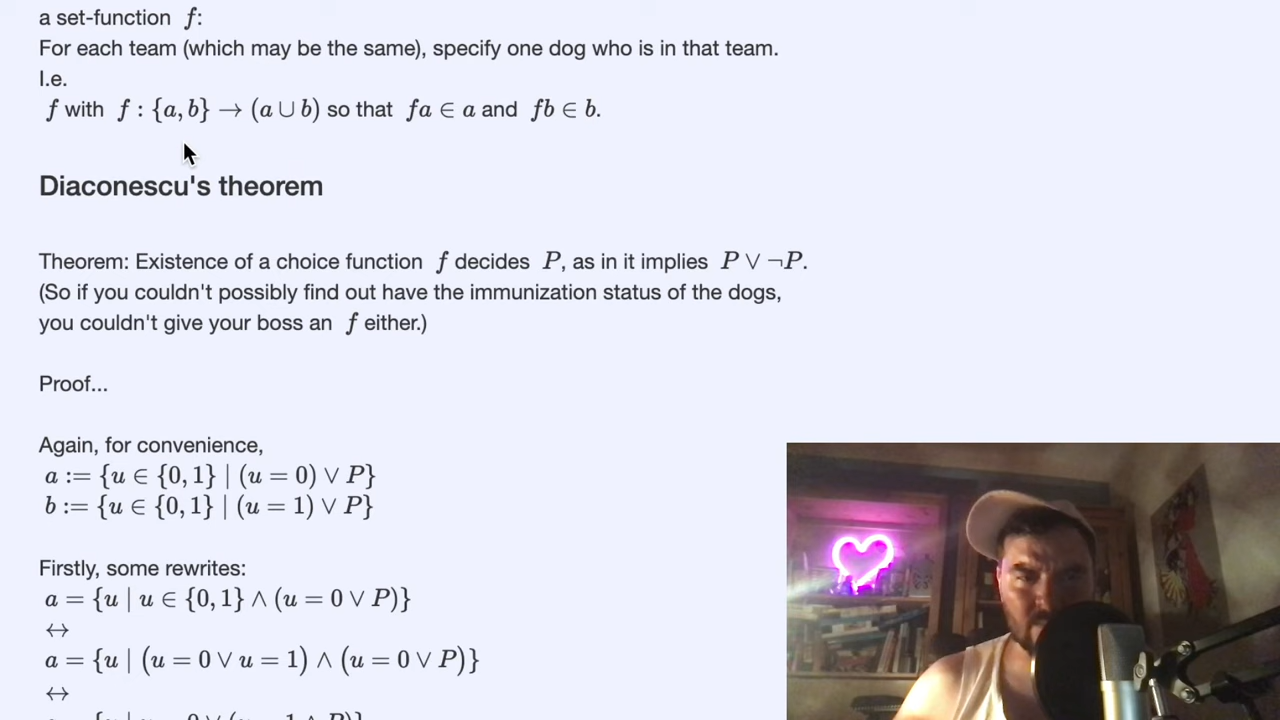 a set-function f:
For each team (which may be the same), specify one dog who is in that team.
I.e.
f with f : {a, b} → (a ∪ b) so that fa ∈ a and fb ∈ b.
Diaconescu's theorem
Theorem: Existence of a choice function f decides P, as in it implies P ∨ ¬P.
(So if you couldn't possibly find out have the immunization status of the dogs,
you couldn't give your boss an f either.)
Proof...
Again, for convenience,
a := {u ∈ {0, 1} | (u = 0) ∨ P}
b := {u ∈ {0, 1} | (u = 1) ∨ P}
Firstly, some rewrites:
a = {u | u ∈ {0, 1} ∧ (u = 0 ∨ P)}
↔
a = {u | (u = 0 ∨ u = 1) ∧ (u = 0 ∨ P)}
↔
a = {u | u = 0 ∨ (u = 1 ∧ P)}